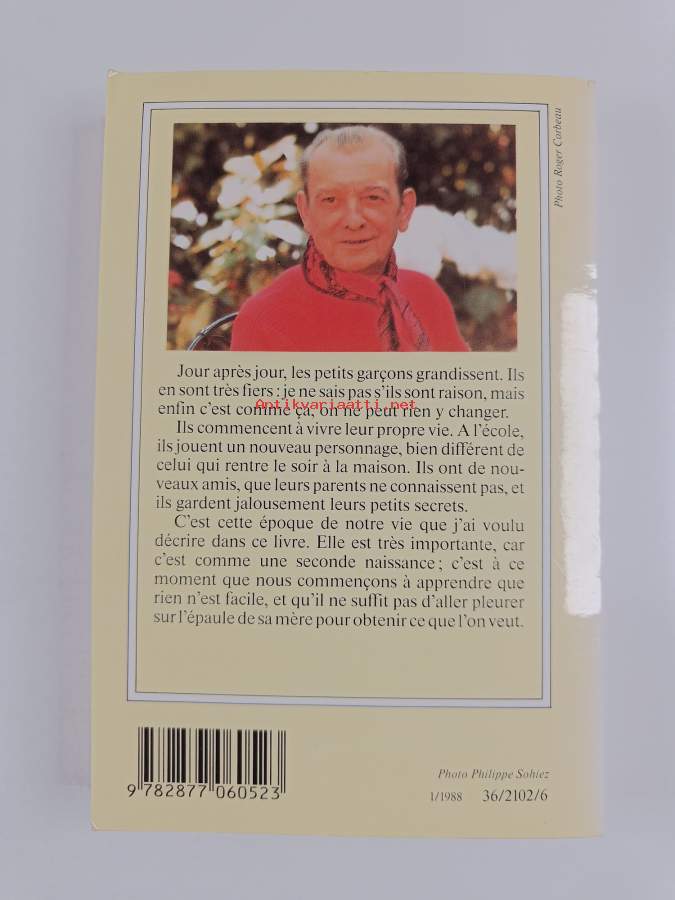 Photo Roger Corbeau
Jour après jour, les petits garçons grandissent. Ils
en sont très fiers : je ne sais pas s'ils sont raison, mais
enfin c'est comme ça, on ne peut rien y changer.
Antikvariaatti.net
Ils commencent à vivre leur propre vie. A l'école,
ils jouent un nouveau personnage, bien différent de
celui qui rentre le soir à la maison. Ils ont de nou-
veaux amis, que leurs parents ne connaissent pas, et
ils gardent jalousement leurs petits secrets.
C'est cette époque de notre vie que j'ai voulu
décrire dans ce livre. Elle est très importante, car
c'est comme une seconde naissance ; c'est à ce
moment que nous commençons à apprendre que
rien n'est facile, et qu'il ne suffit pas d'aller pleurer
sur l'épaule de sa mère pour obtenir ce que l'on veut.
9 782877 060523
Photo Philippe Sohiez
1/1988 36/2102/6